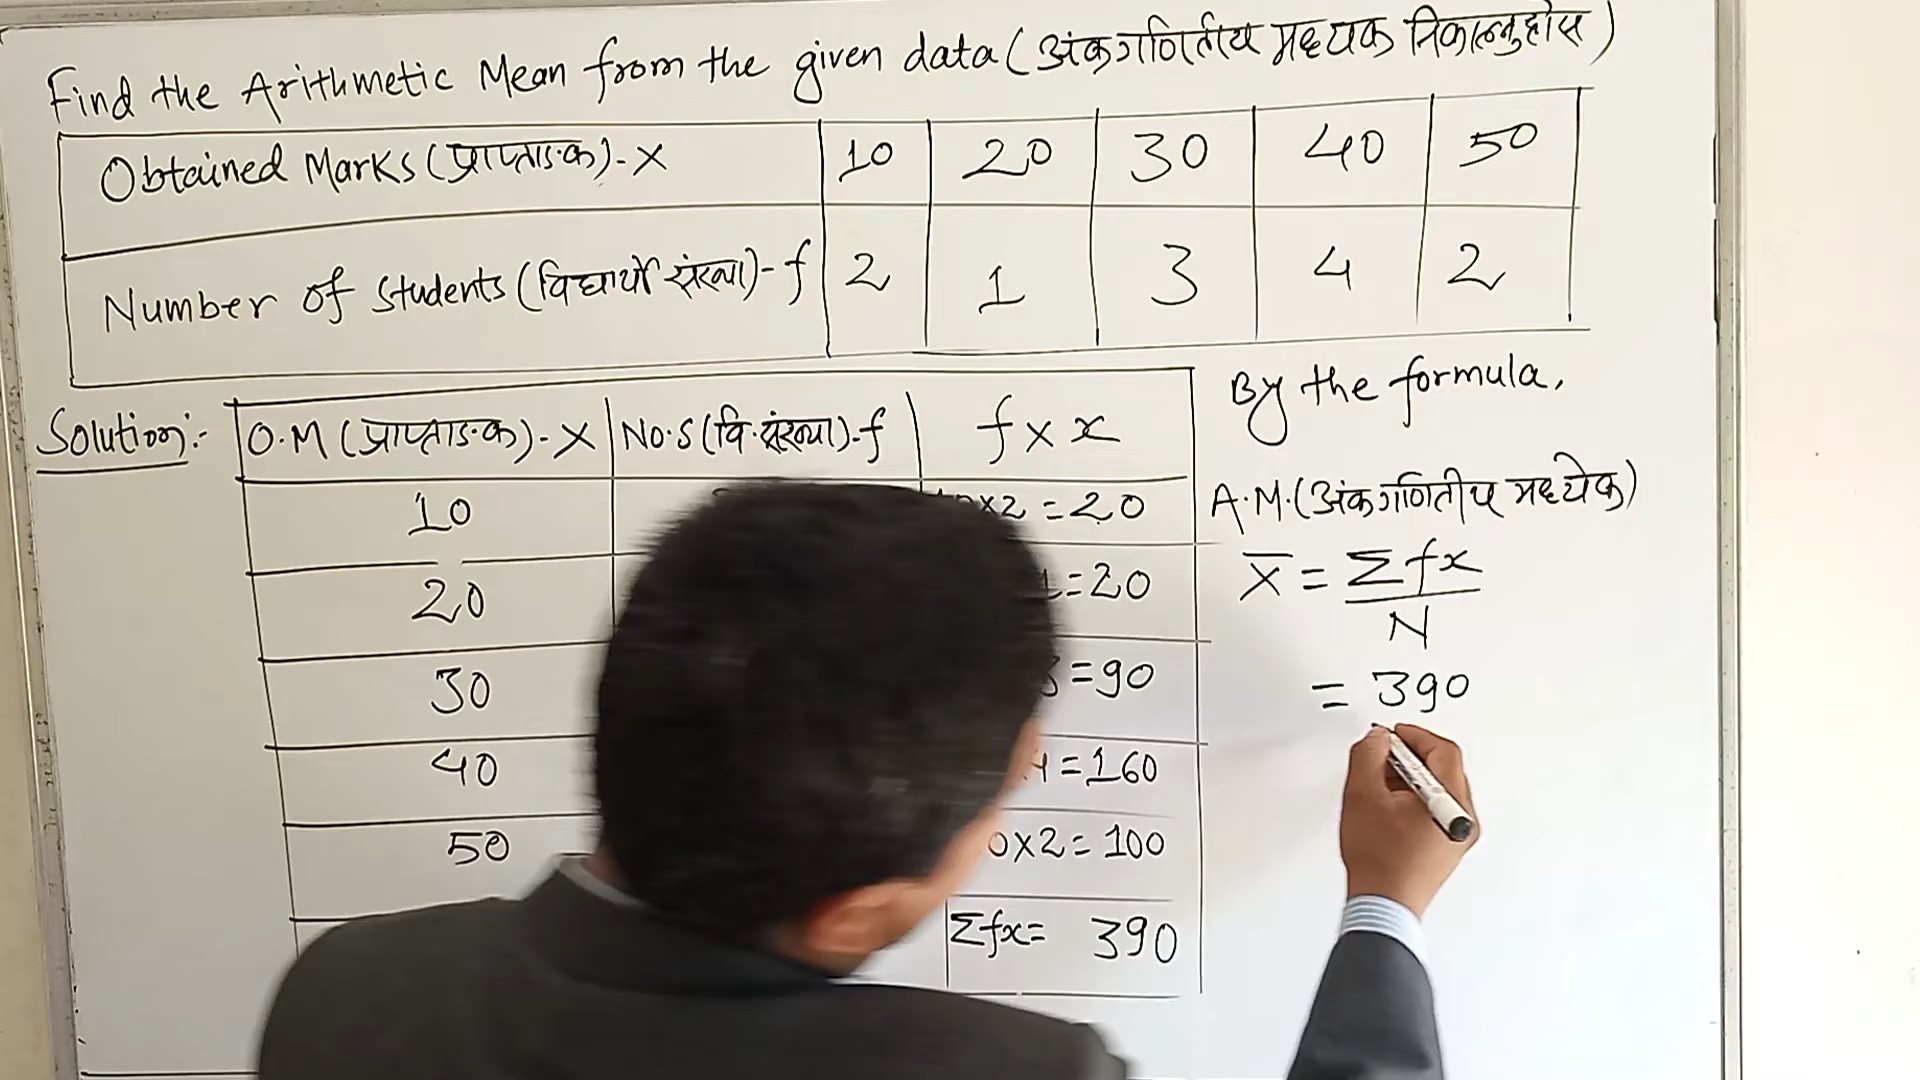 Find the Arithmetic Mean from the given data (अंकगणितीय मध्यक निकाल्नुहोस)
Obtained Marks (प्राप्ताङ्क) - X 10 20 30 40 50
Number of Students (विद्यार्थी संख्या) - f 2 1 3 4 2
Solution:-
O.M (प्राप्ताङ्क) - X No.S (वि. संख्या) - f f x x
10 x2 = 20
20 = 20
30 = 90
40 = 160
50 0x2 = 100
Σfx = 390
By the formula,
A.M. (अंकगणितीय मध्येक)
X̅ = Σfx
N
= 390